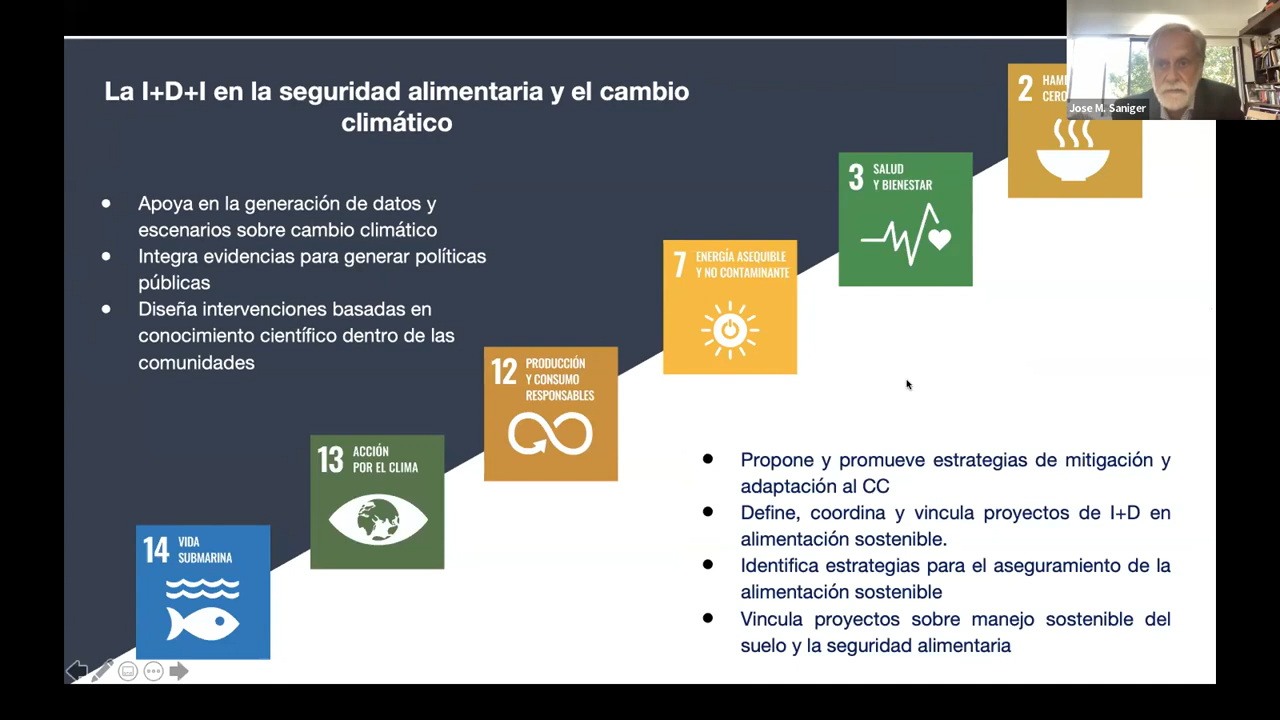 La I+D+I en la seguridad alimentaria y el cambio
climático
Jose M. Saniger
● Apoya en la generación de datos y
escenarios sobre cambio climático
● Integra evidencias para generar políticas
públicas
● Diseña intervenciones basadas en
conocimiento científico dentro de las
comunidades
2
CERO
3 SALUD
Y BIENESTAR
7 ENERGÍA ASEQUIBLE
Y NO CONTAMINANTE
12 PRODUCCIÓN
Y CONSUMO
RESPONSABLES
13 ACCIÓN
POR EL CLIMA
14 VIDA
SUBMARINA
● Propone y promueve estrategias de mitigación y
adaptación al CC
● Define, coordina y vincula proyectos de I+D en
alimentación sostenible.
● Identifica estrategias para el aseguramiento de la
alimentación sostenible
● Vincula proyectos sobre manejo sostenible del
suelo y la seguridad alimentaria